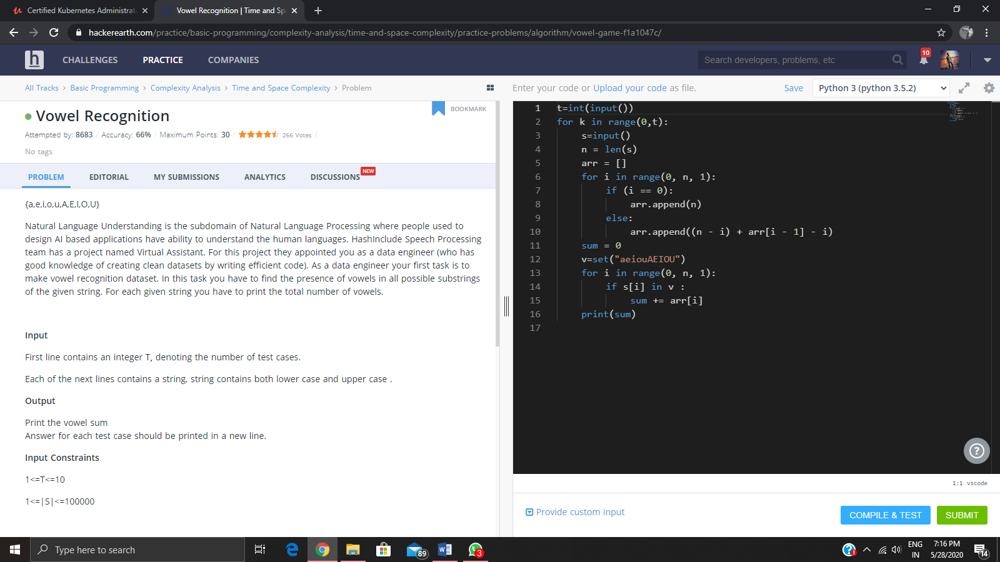 Certified Kubernetes Administrat
Vowel Recognition | Time and Sp
hackerearth.com/practice/basic-programming/complexity-analysis/time-and-space-complexity/practice-problems/algorithm/vowel-game-f1a1047c/
h
CHALLENGES
PRACTICE
COMPANIES
Search developers, problems, etc
10
All Tracks > Basic Programming > Complexity Analysis > Time and Space Complexity > Problem
Enter your code or Upload your code as file.
Save
Python 3 (python 3.5.2)
Vowel Recognition
BOOKMARK
Attempted by: 8683 / Accuracy: 66% / Maximum Points: 30 / 266 Votes /
No tags
PROBLEM
EDITORIAL
MY SUBMISSIONS
ANALYTICS
DISCUSSIONS
NEW
{a,e,i,o,u,A,E,I,O,U}
Natural Language Understanding is the subdomain of Natural Language Processing where people used to
design AI based applications have ability to understand the human languages. HashInclude Speech Processing
team has a project named Virtual Assistant. For this project they appointed you as a data engineer (who has
good knowledge of creating clean datasets by writing efficient code). As a data engineer your first task is to
make vowel recognition dataset. In this task you have to find the presence of vowels in all possible substrings
of the given string. For each given string you have to print the total number of vowels.
Input
First line contains an integer T, denoting the number of test cases.
Each of the next lines contains a string, string contains both lower case and upper case .
Output
Print the vowel sum
Answer for each test case should be printed in a new line.
Input Constraints
1<=T<=10
1<=|S|<=100000
1 t=int(input())
2 for k in range(0,t):
3 s=input()
4 n = len(s)
5 arr = []
6 for i in range(0, n, 1):
7 if (i == 0):
8 arr.append(n)
9 else:
10 arr.append((n - i) + arr[i - 1] - i)
11 sum = 0
12 v=set("aeiouAEIOU")
13 for i in range(0, n, 1):
14 if s[i] in v :
15 sum += arr[i]
16 print(sum)
17
?
1:1 vscode
Provide custom input
COMPILE & TEST
SUBMIT
Type here to search
89
3
ENG
IN
7:16 PM
5/28/2020
14